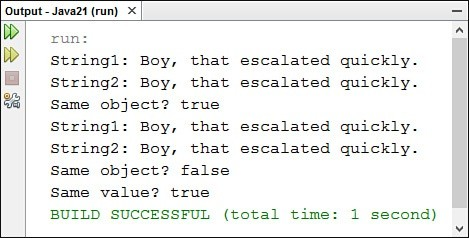 Output - Java21 (run) ×
run:
String1: Boy, that escalated quickly.
String2: Boy, that escalated quickly.
Same object? true
String1: Boy, that escalated quickly.
String2: Boy, that escalated quickly.
Same object? false
Same value? true
BUILD SUCCESSFUL (total time: 1 second)